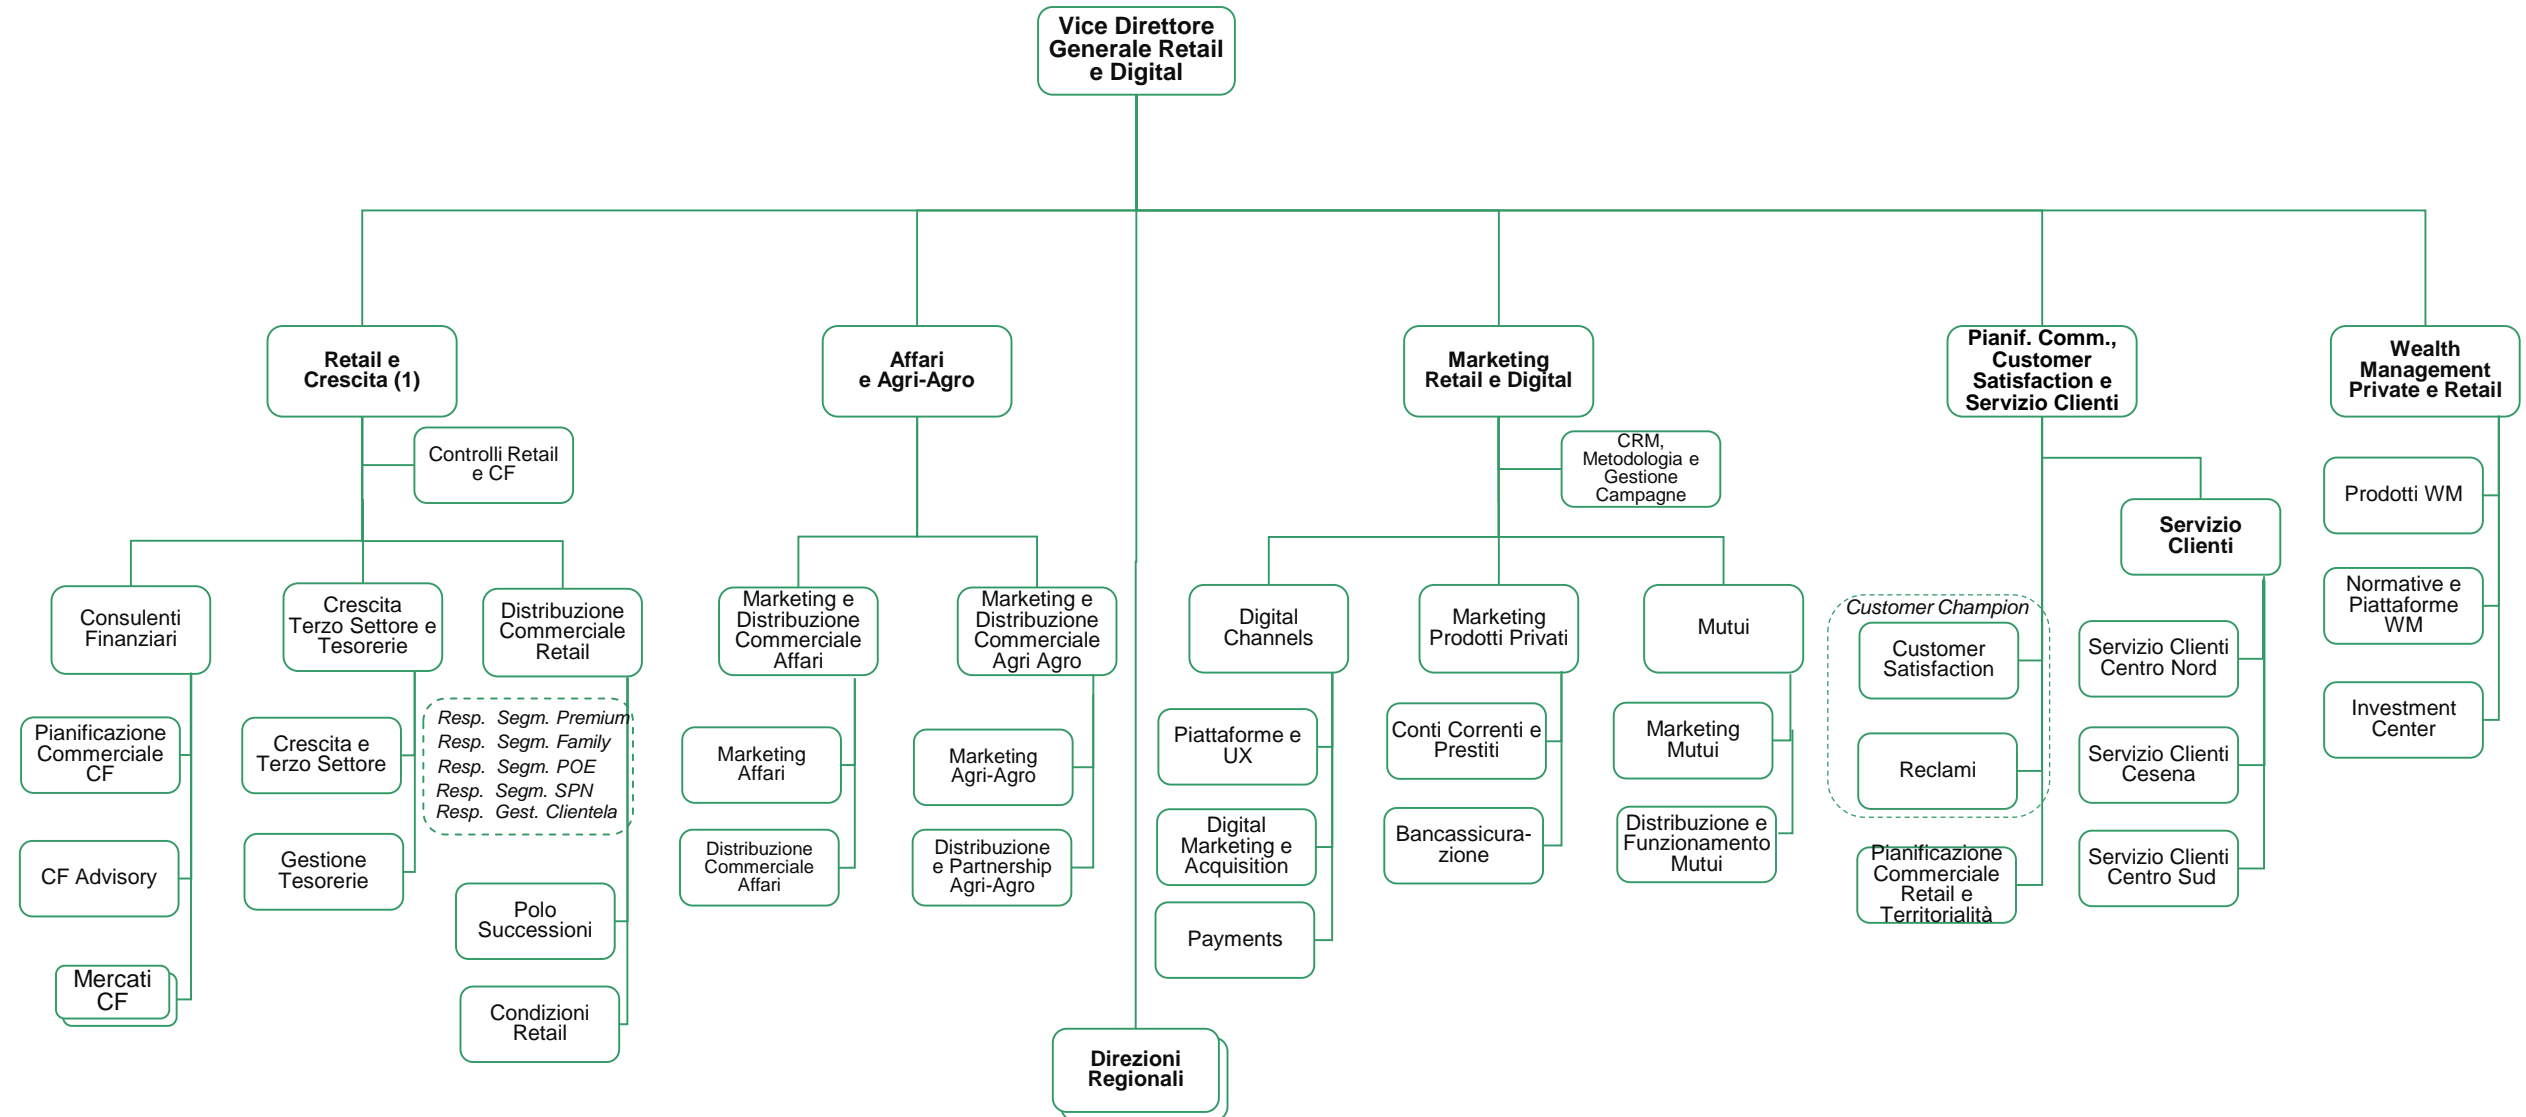 Vice Direttore
Generale Retail
e Digital
Retail e
Crescita (1)
Affari
e Agri-Agro
Marketing
Retail e Digital
Pianif. Comm.,
Customer
Satisfaction e
Servizio Clienti
Wealth
Management
Private e Retail
Controlli Retail
e CF
CRM,
Metodologia e
Gestione
Campagne
Prodotti WM
Servizio
Clienti
Consulenti
Finanziari
Crescita
Terzo Settore e
Tesorerie
Distribuzione
Commerciale
Retail
Marketing e
Distribuzione
Commerciale
Affari
Marketing e
Distribuzione
Commerciale
Agri Agro
Digital
Channels
Marketing
Prodotti Privati
Mutui
Customer Champion
Customer
Satisfaction
Servizio Clienti
Centro Nord
Normative e
Piattaforme
WM
Pianificazione
Commerciale
CF
Crescita e
Terzo Settore
Resp. Segm. Premium
Resp. Segm. Family
Resp. Segm. POE
Resp. Segm. SPN
Resp. Gest. Clientela
Marketing
Affari
Marketing
Agri-Agro
Piattaforme e
UX
Conti Correnti e
Prestiti
Marketing
Mutui
Reclami
Servizio Clienti
Cesena
Investment
Center
CF Advisory
Gestione
Tesorerie
Polo
Successioni
Distribuzione
Commerciale
Affari
Distribuzione
e Partnership
Agri-Agro
Digital
Marketing e
Acquisition
Bancassicura-
zione
Distribuzione e
Funzionamento
Mutui
Pianificazione
Commerciale
Retail e
Territorialità
Servizio Clienti
Centro Sud
Mercati
CF
Condizioni
Retail
Payments
Direzioni
Regionali